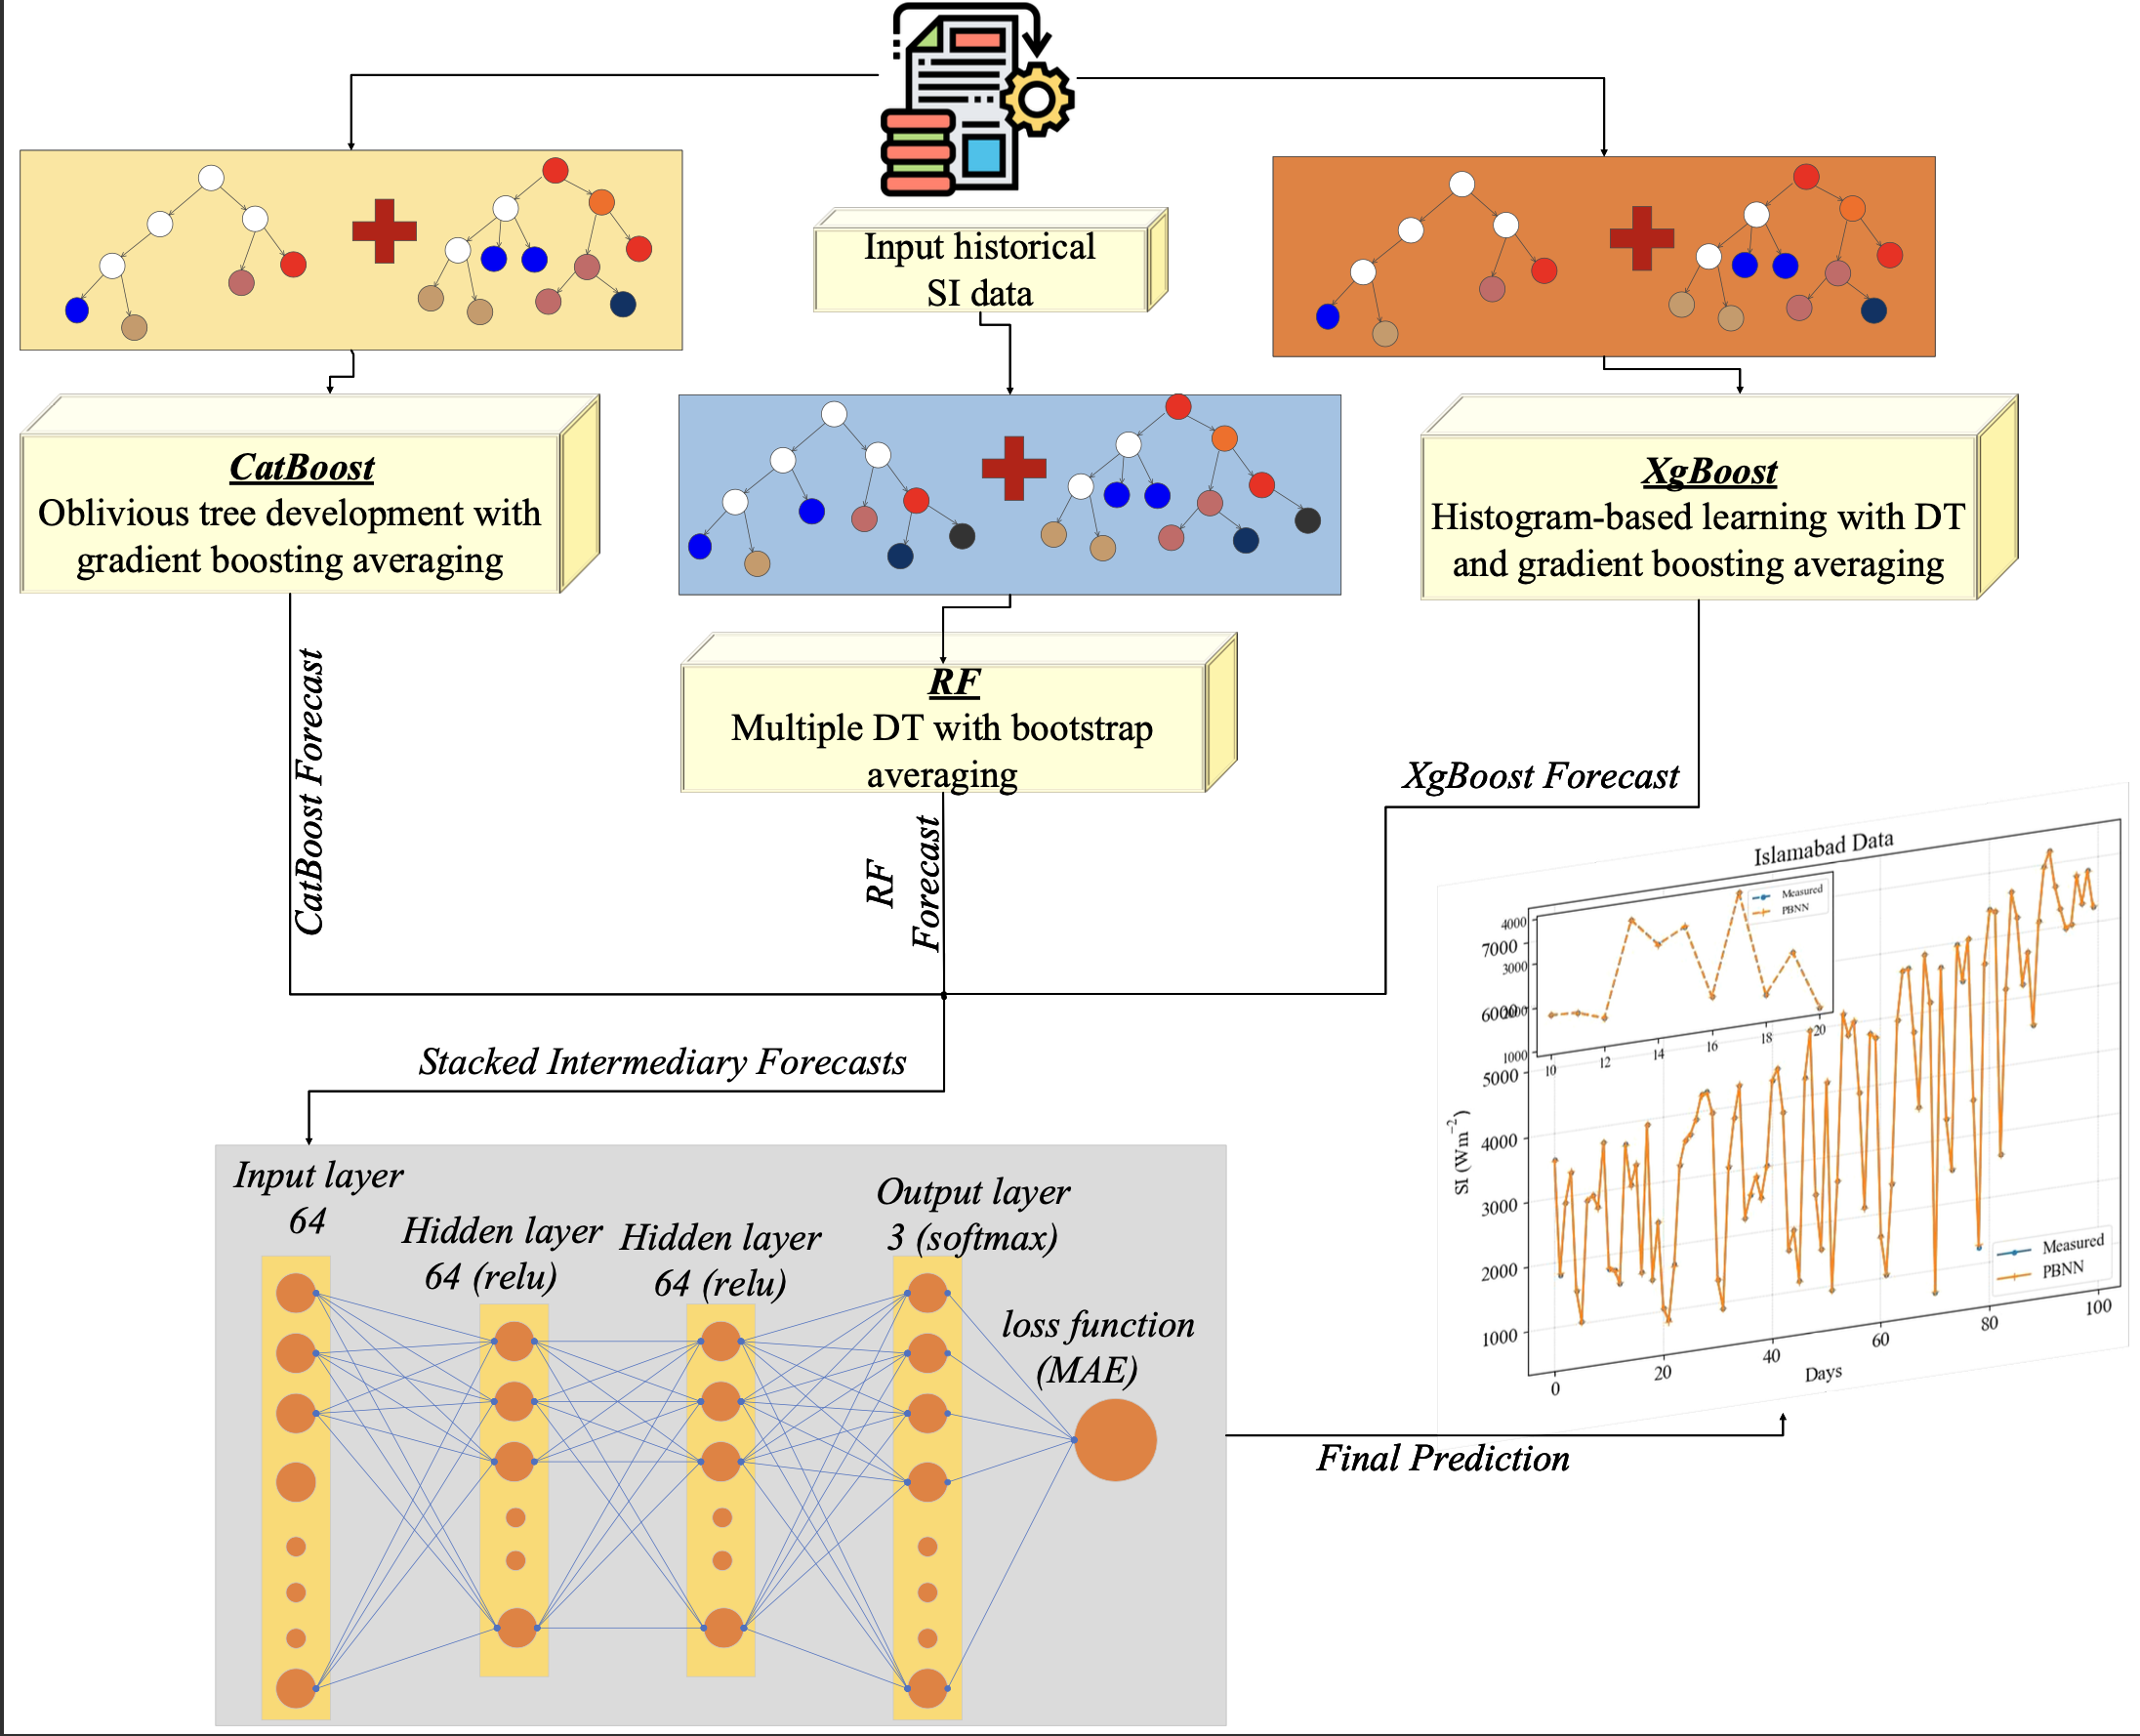 Input historical
SI data
CatBoost
Oblivious tree development with
gradient boosting averaging
XgBoost
Histogram-based learning with DT
and gradient boosting averaging
RF
Multiple DT with bootstrap
averaging
CatBoost Forecast
RF
Forecast
XgBoost Forecast
Stacked Intermediary Forecasts
Input layer
64
Hidden layer
64 (relu)
Hidden layer
64 (relu)
Output layer
3 (softmax)
loss function
(MAE)
Final Prediction
Islamabad Data
Measured
PBNN
4000
3000
2000
1000
10
12
14
16
18
20
7000
6000
5000
4000
3000
2000
1000
SI (Wm⁻²)
0
20
40
60
80
100
Days
Measured
PBNN